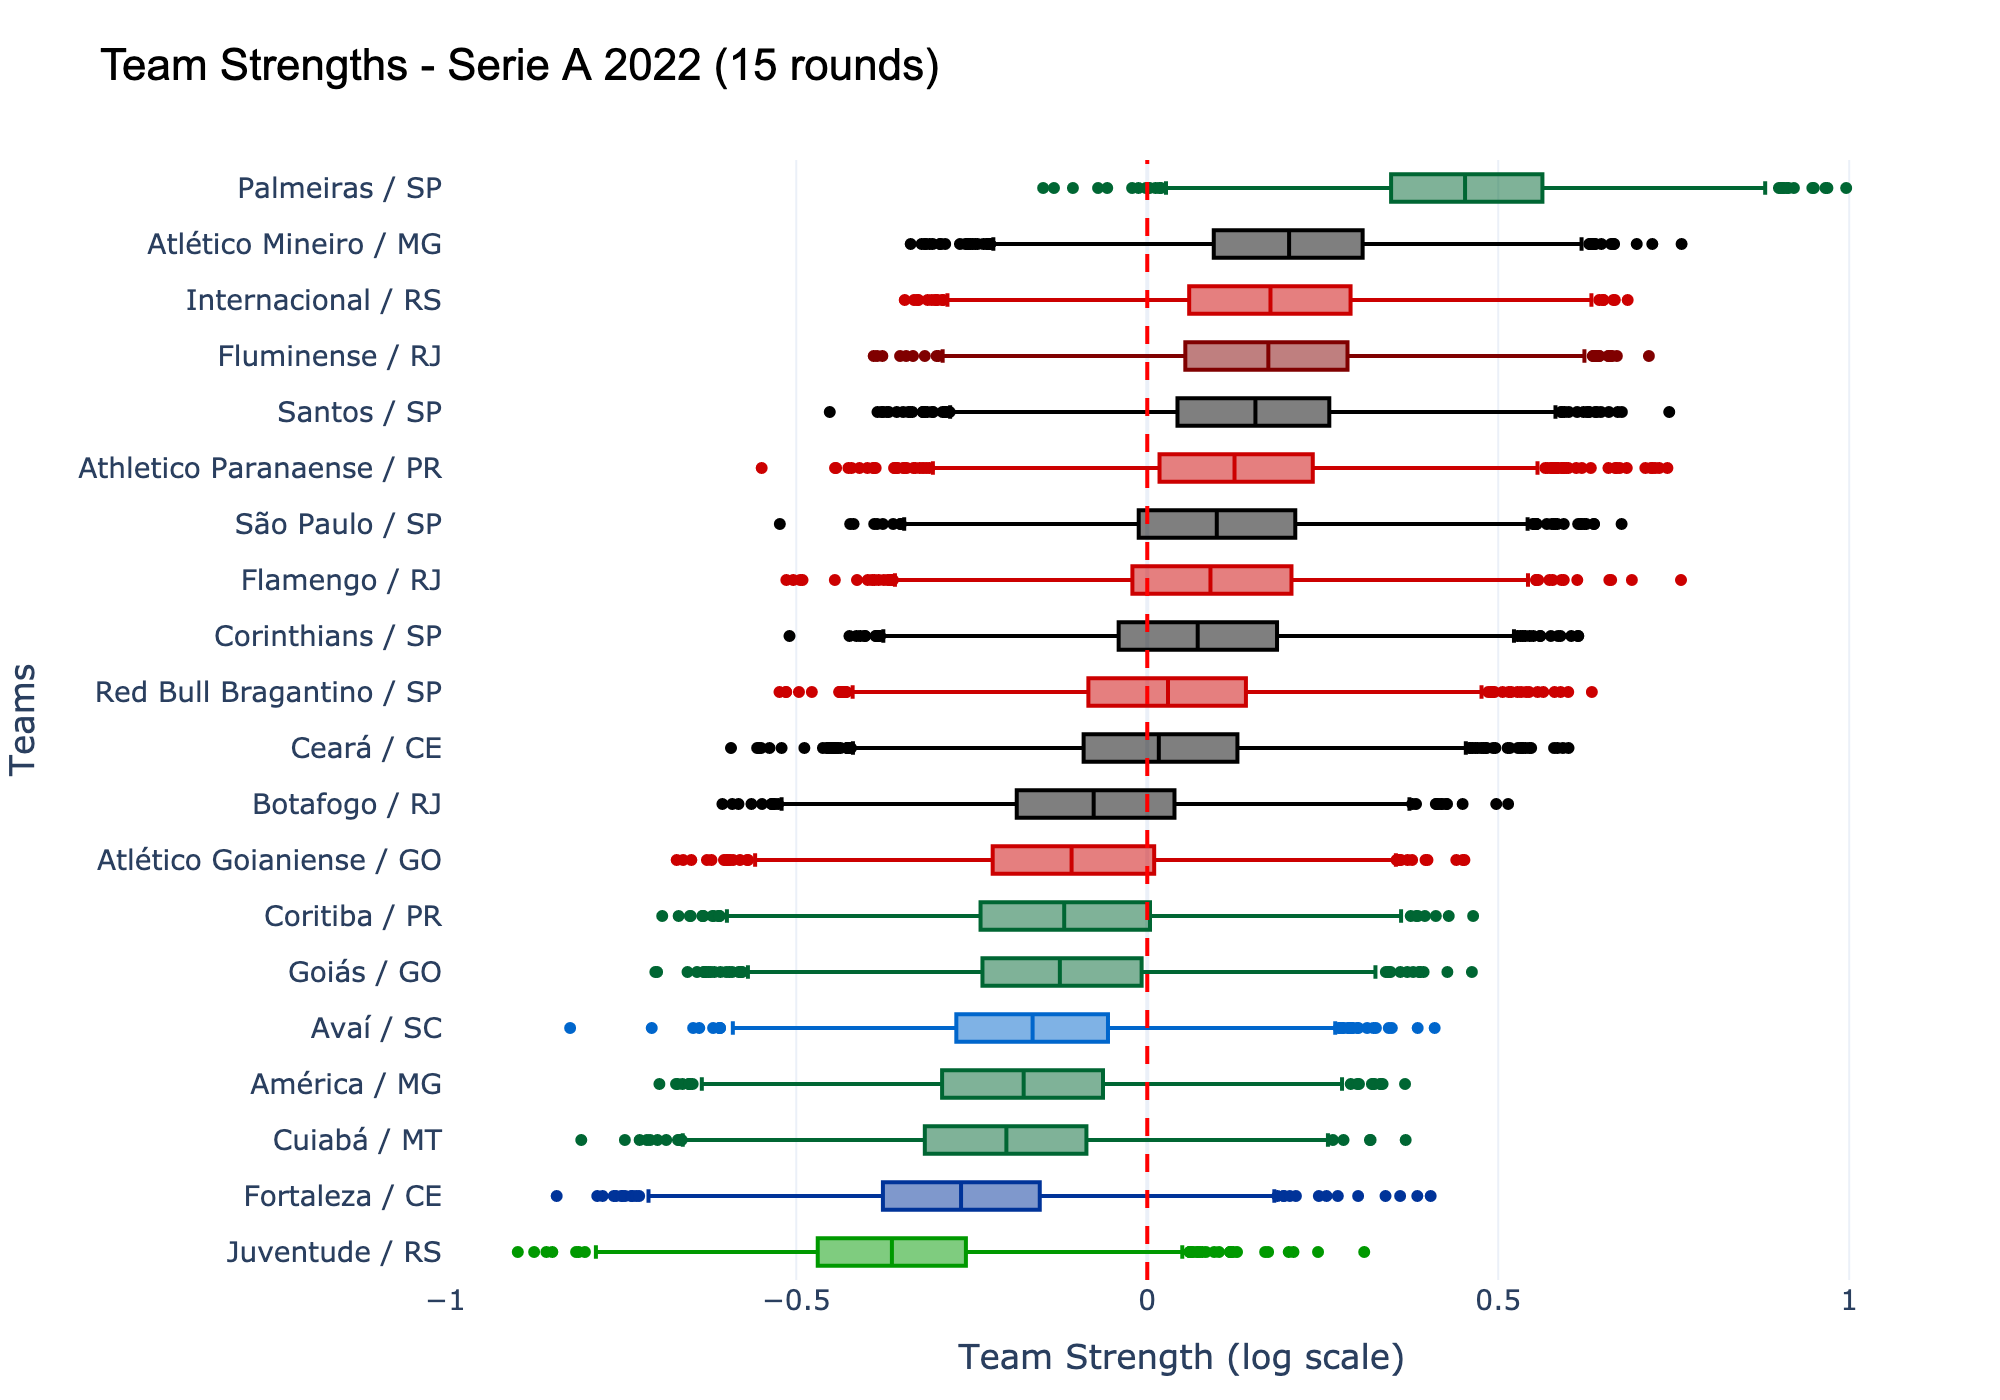 Team Strengths - Serie A 2022 (15 rounds)
Teams
Palmeiras / SP
Atlético Mineiro / MG
Internacional / RS
Fluminense / RJ
Santos / SP
Athletico Paranaense / PR
São Paulo / SP
Flamengo / RJ
Corinthians / SP
Red Bull Bragantino / SP
Ceará / CE
Botafogo / RJ
Atlético Goianiense / GO
Coritiba / PR
Goiás / GO
Avaí / SC
América / MG
Cuiabá / MT
Fortaleza / CE
Juventude / RS
−1 −0.5 0 0.5 1
Team Strength (log scale)